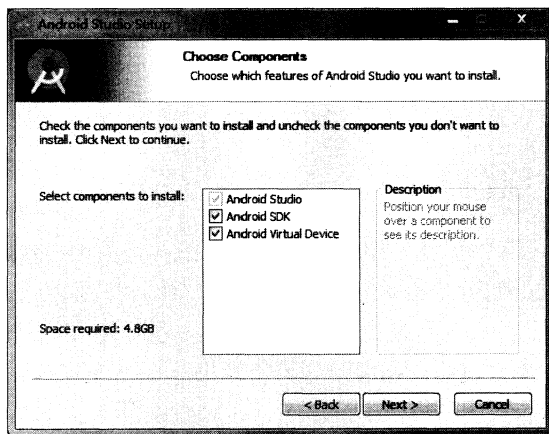 Android Studio Setup
Choose Components
Choose which features of Android Studio you want to install.
Check the components you want to install and uncheck the components you don't want to
install. Click Next to continue.
Select components to install:
Android Studio
Android SDK
Android Virtual Device
Description
Position your mouse
over a component to
see its description.
Space required: 4.8GB
< Back
Next >
Cancel